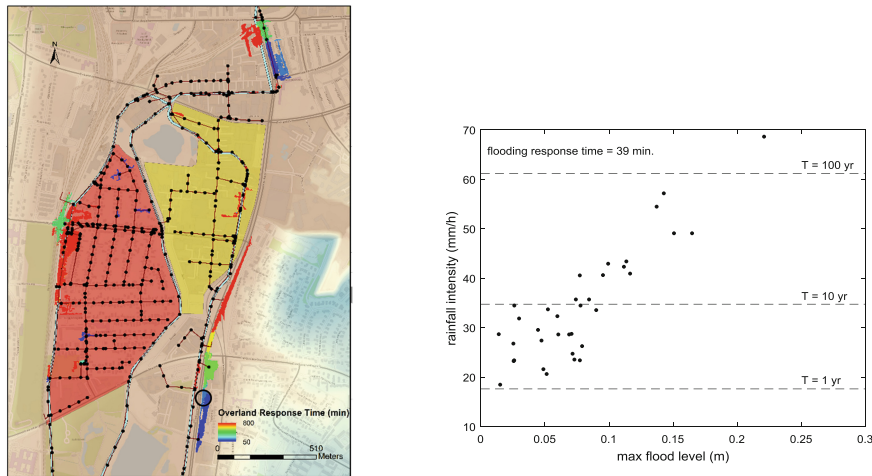 N
Overland Response Time (min)
800
50
0
510
Meters
flooding response time = 39 min.
T = 100 yr
T = 10 yr
T = 1 yr
rainfall intensity (mm/h)
70
60
50
40
30
20
10
0
0.05
0.1
0.15
0.2
0.25
0.3
max flood level (m)